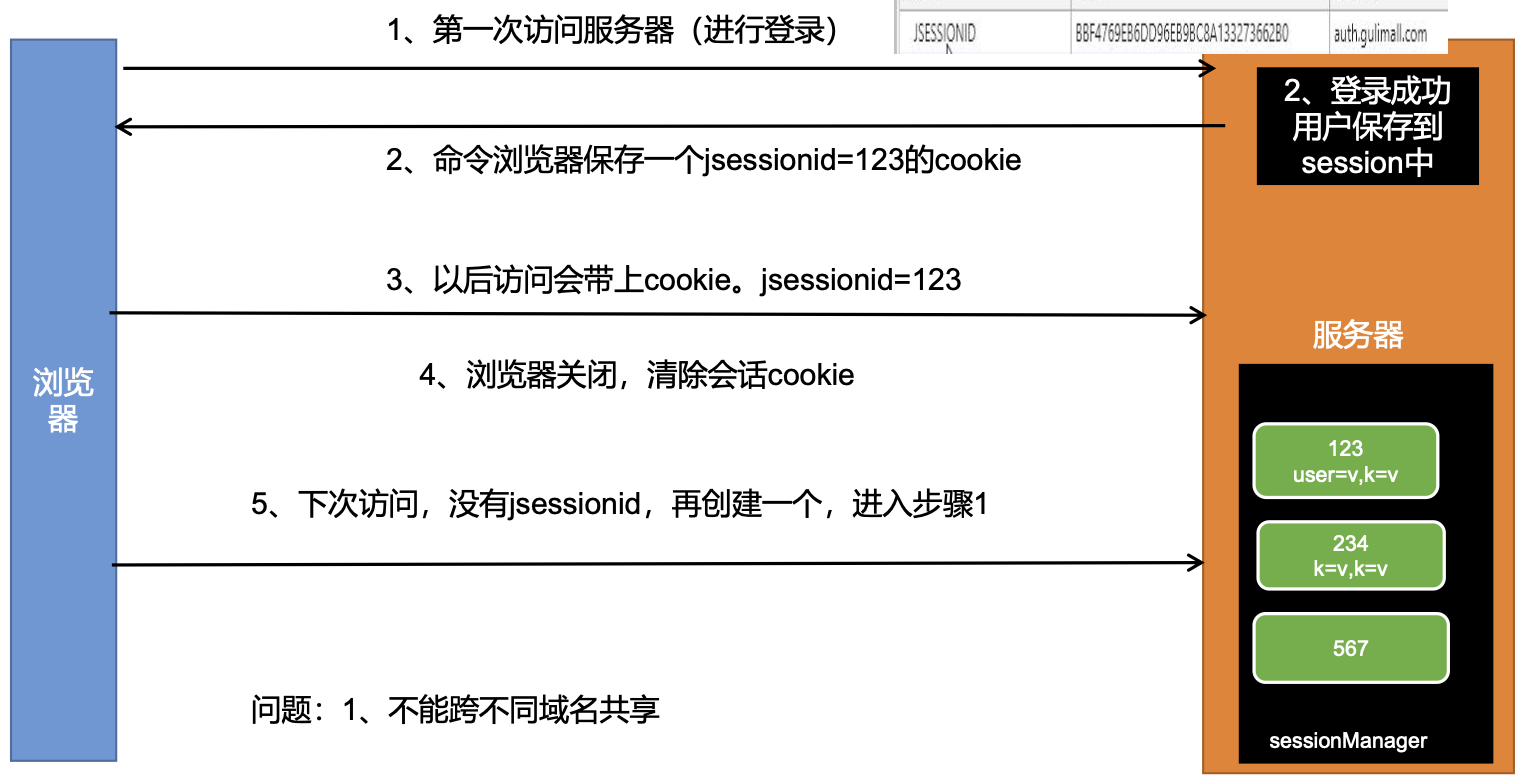 1、第一次访问服务器（进行登录）
JSESSIONID BBF4769EB6DD96EB9BC8A133273662B0 auth.gulimall.com
2、登录成功
用户保存到
session中
2、命令浏览器保存一个jsessionid=123的cookie
3、以后访问会带上cookie。jsessionid=123
服务器
4、浏览器关闭，清除会话cookie
浏览
器
123
user=v,k=v
5、下次访问，没有jsessionid，再创建一个，进入步骤1
234
k=v,k=v
567
问题：1、不能跨不同域名共享
sessionManager